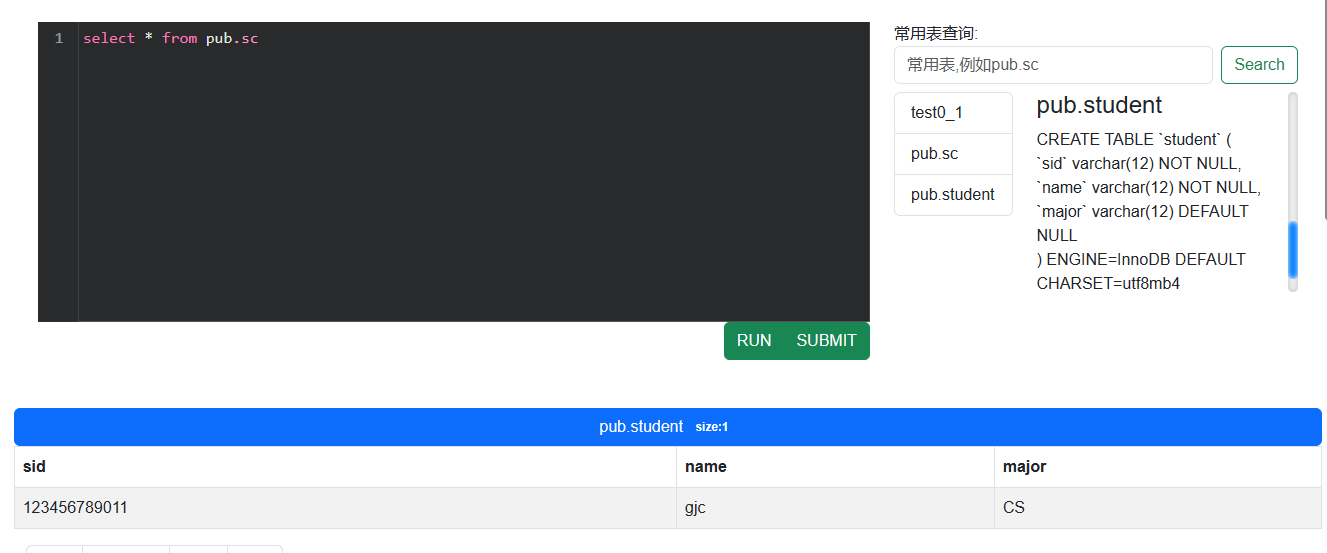 1 select * from pub.sc
RUN SUBMIT
常用表查询:
常用表,例如pub.sc Search
test0_1
pub.sc
pub.student
pub.student
CREATE TABLE `student` (
`sid` varchar(12) NOT NULL,
`name` varchar(12) NOT NULL,
`major` varchar(12) DEFAULT
NULL
) ENGINE=InnoDB DEFAULT
CHARSET=utf8mb4
pub.student size:1
sid name major
123456789011 gjc CS